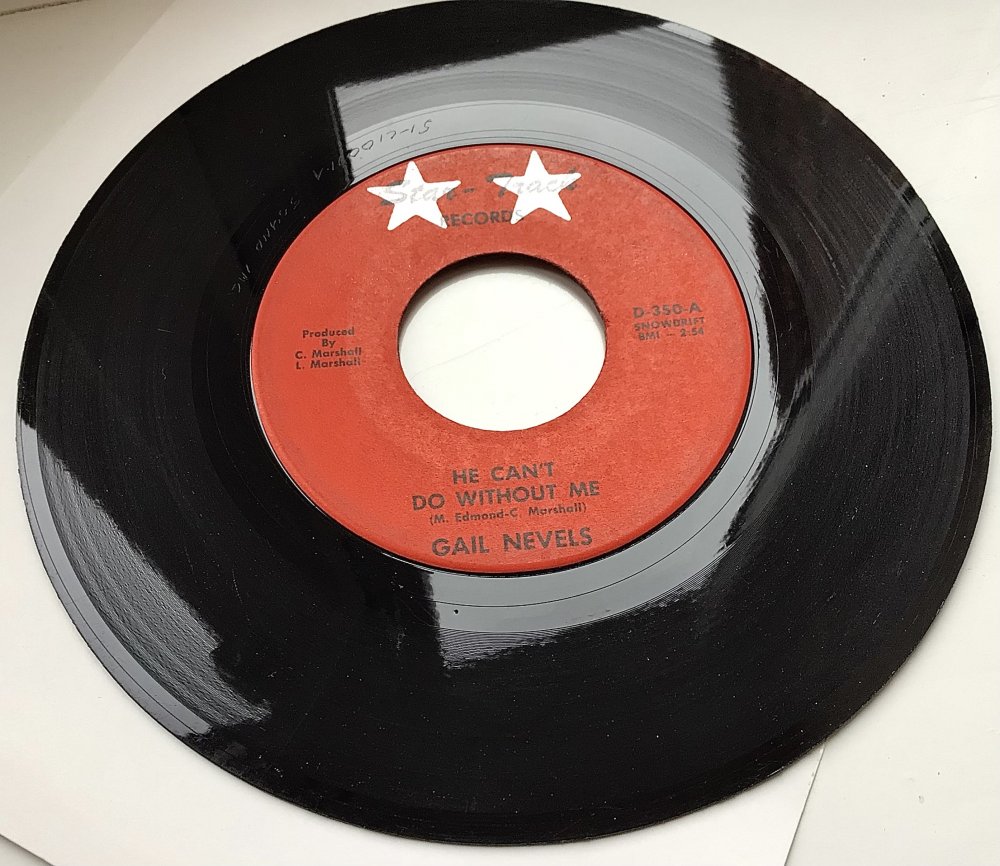 Star-Track
RECORDS
Produced
By
C. Marshall
L. Marshall
D-350-A
SNOWDRIFT
BMI - 2:54
HE CAN'T
DO WITHOUT ME
(M. Edmond-C. Marshall)
GAIL NEVELS